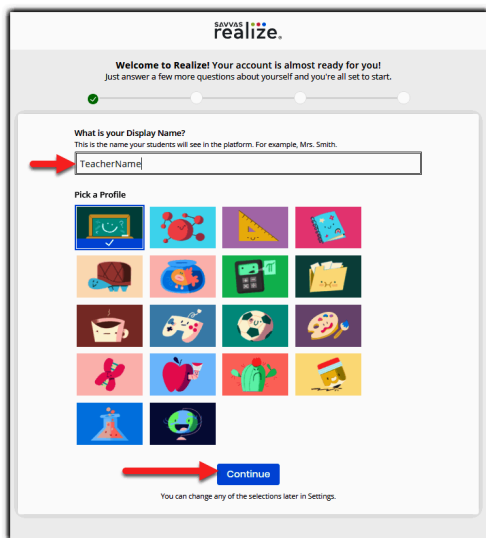 SAVVAS
realize.
Welcome to Realize! Your account is almost ready for you!
Just answer a few more questions about yourself and you're all set to start.
What is your Display Name?
This is the name your students will see in the platform. For example, Mrs. Smith.
TeacherName
Pick a Profile
Continue
You can change any of the selections later in Settings.